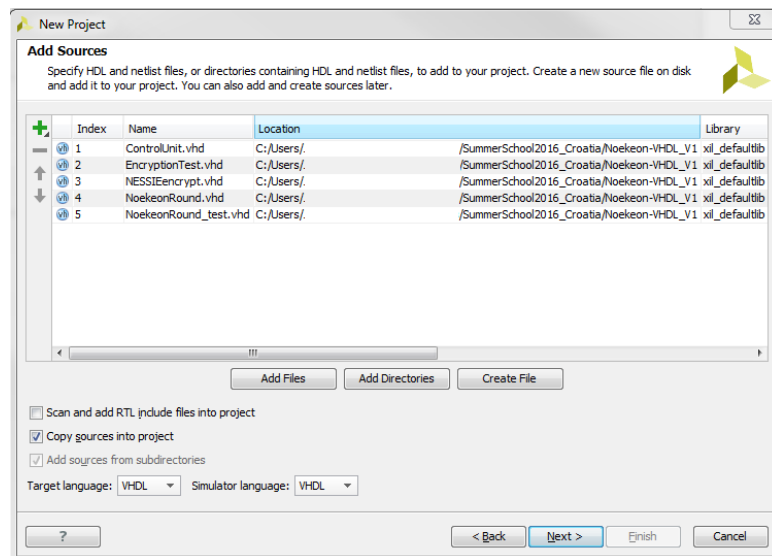 New Project
Add Sources
Specify HDL and netlist files, or directories containing HDL and netlist files, to add to your project. Create a new source file on disk
and add it to your project. You can also add and create sources later.
Index Name Location Library
1 ControlUnit.vhd C:/Users/. /SummerSchool2016_Croatia/Noekeon-VHDL_V1 xil_defaultlib
2 EncryptionTest.vhd C:/Users/. /SummerSchool2016_Croatia/Noekeon-VHDL_V1 xil_defaultlib
3 NESSIEencrypt.vhd C:/Users/. /SummerSchool2016_Croatia/Noekeon-VHDL_V1 xil_defaultlib
4 NoekeonRound.vhd C:/Users/. /SummerSchool2016_Croatia/Noekeon-VHDL_V1 xil_defaultlib
5 NoekeonRound_test.vhd C:/Users/. /SummerSchool2016_Croatia/Noekeon-VHDL_V1 xil_defaultlib
Add Files Add Directories Create File
Scan and add RTL include files into project
Copy sources into project
Add sources from subdirectories
Target language: VHDL Simulator language: VHDL
? < Back Next > Finish Cancel